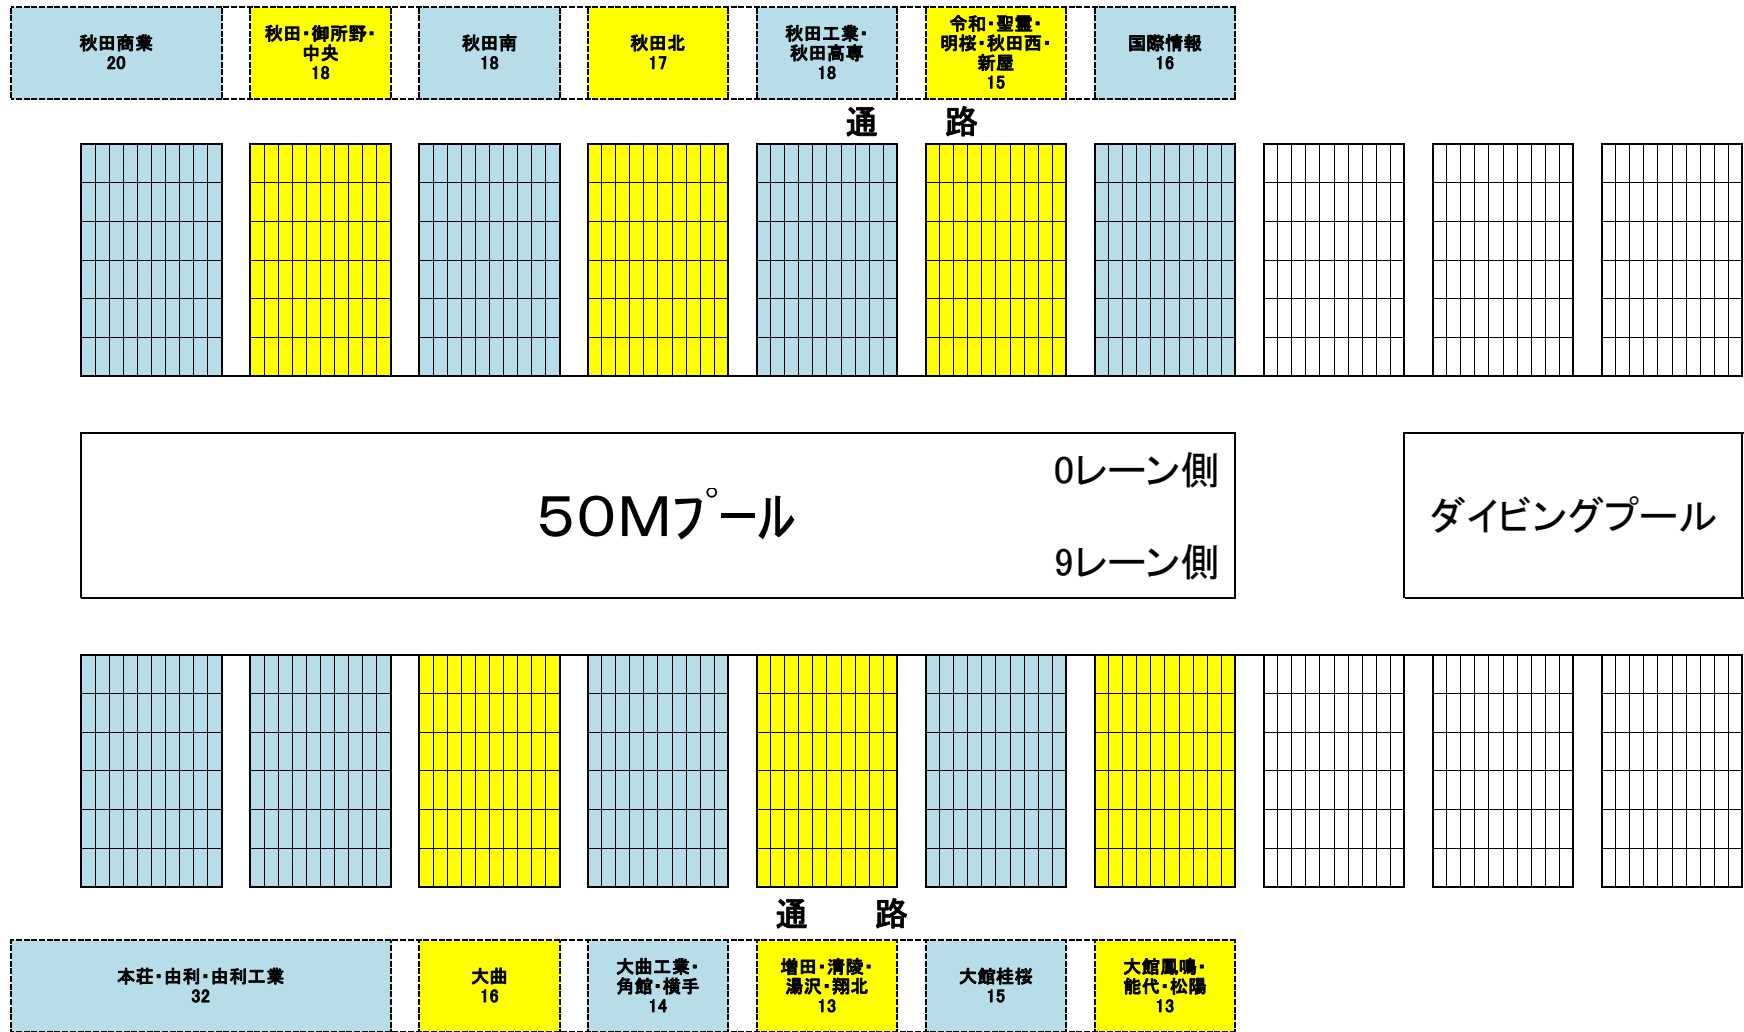 秋田商業
20
秋田・御所野・
中央
18
秋田南
18
秋田北
17
秋田工業・
秋田高専
18
令和・聖霊・
明桜・秋田西・
新屋
15
国際情報
16
通 路
0レーン側
50Mプール
9レーン側
ダイビングプール
通 路
本荘・由利・由利工業
32
大曲
16
大曲工業・
角館・横手
14
増田・清陵・
湯沢・翔北
13
大館桂桜
15
大館鳳鳴・
能代・松陽
13